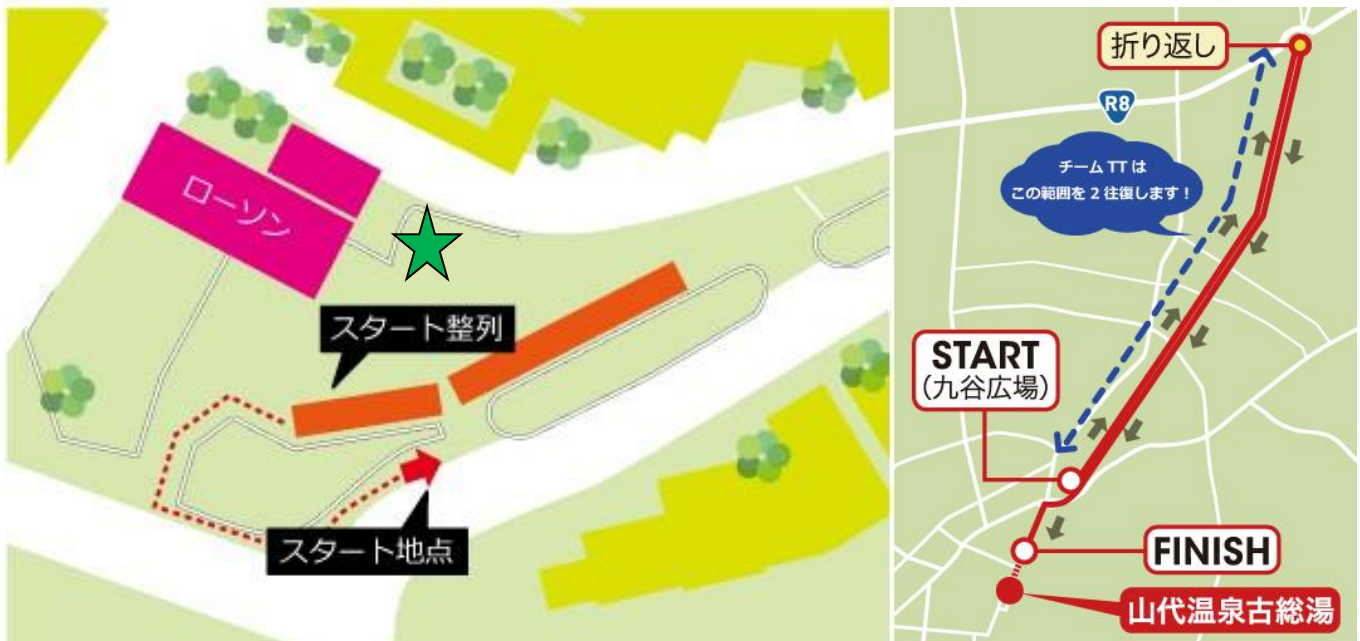 ローソン
スタート整列
スタート地点
折り返し
R8
チーム TT は
この範囲を 2 往復します！
START
(九谷広場)
FINISH
山代温泉古総湯